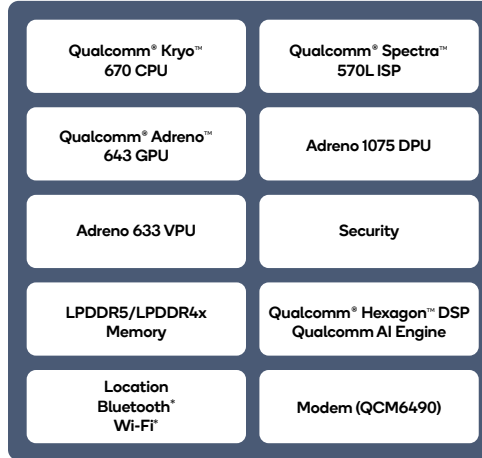 Qualcomm® Kryo™
670 CPU
Qualcomm® Spectra™
570L ISP
Qualcomm® Adreno™
643 GPU
Adreno 1075 DPU
Adreno 633 VPU
Security
LPDDR5/LPDDR4x
Memory
Qualcomm® Hexagon™ DSP
Qualcomm AI Engine
Location
Bluetooth*
Wi-Fi*
Modem (QCM6490)